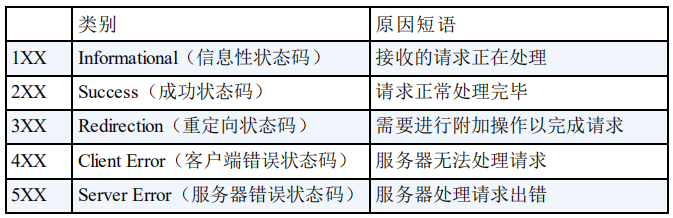 类别 原因短语
1XX Informational（信息性状态码） 接收的请求正在处理
2XX Success（成功状态码） 请求正常处理完毕
3XX Redirection（重定向状态码） 需要进行附加操作以完成请求
4XX Client Error（客户端错误状态码） 服务器无法处理请求
5XX Server Error（服务器错误状态码） 服务器处理请求出错